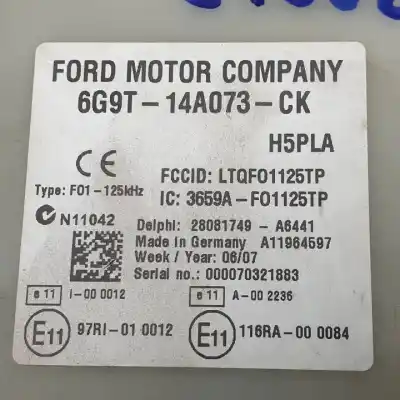 FORD MOTOR COMPANY
6G9T-14A073-CK
H5PLA
CE
FCCID: LTQFO1125TP
Type: FO1-125kHz
IC: 3659A-FO1125TP
N11042
Delphi: 28081749 - A6441
Made in Germany A11964597
Week / Year: 06/07
Serial no.: 000070321883
e 11 I-00 0012
e 11 A-00 2236
E11 97RI-01 0012
E11 116RA-00 0084